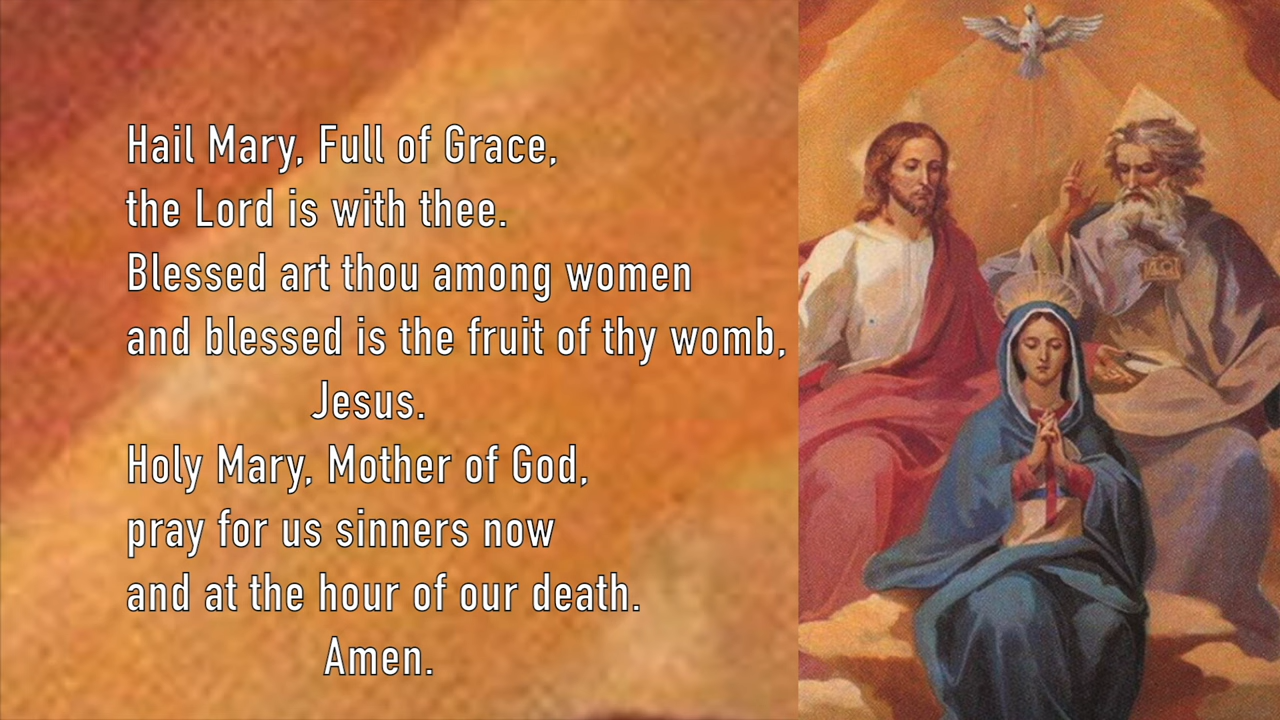 Hail Mary, Full of Grace,
the Lord is with thee.
Blessed art thou among women
and blessed is the fruit of thy womb,
Jesus.
Holy Mary, Mother of God,
pray for us sinners now
and at the hour of our death.
Amen.